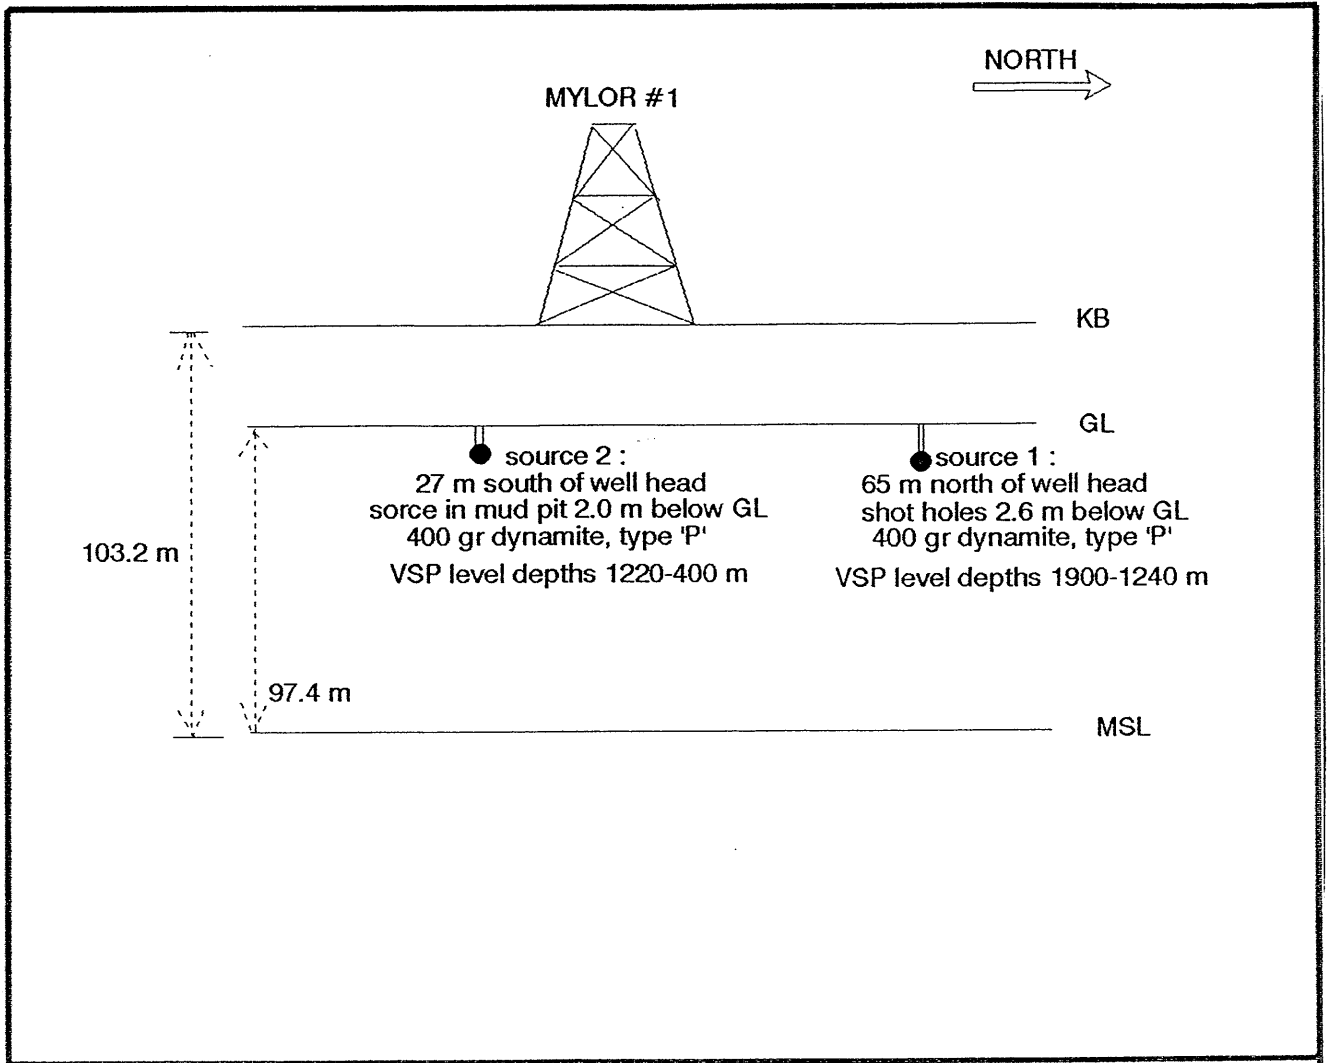 NORTH
MYLOR #1
KB
GL
source 2 :
27 m south of well head
sorce in mud pit 2.0 m below GL
400 gr dynamite, type 'P'
VSP level depths 1220-400 m
source 1 :
65 m north of well head
shot holes 2.6 m below GL
400 gr dynamite, type 'P'
VSP level depths 1900-1240 m
103.2 m
97.4 m
MSL